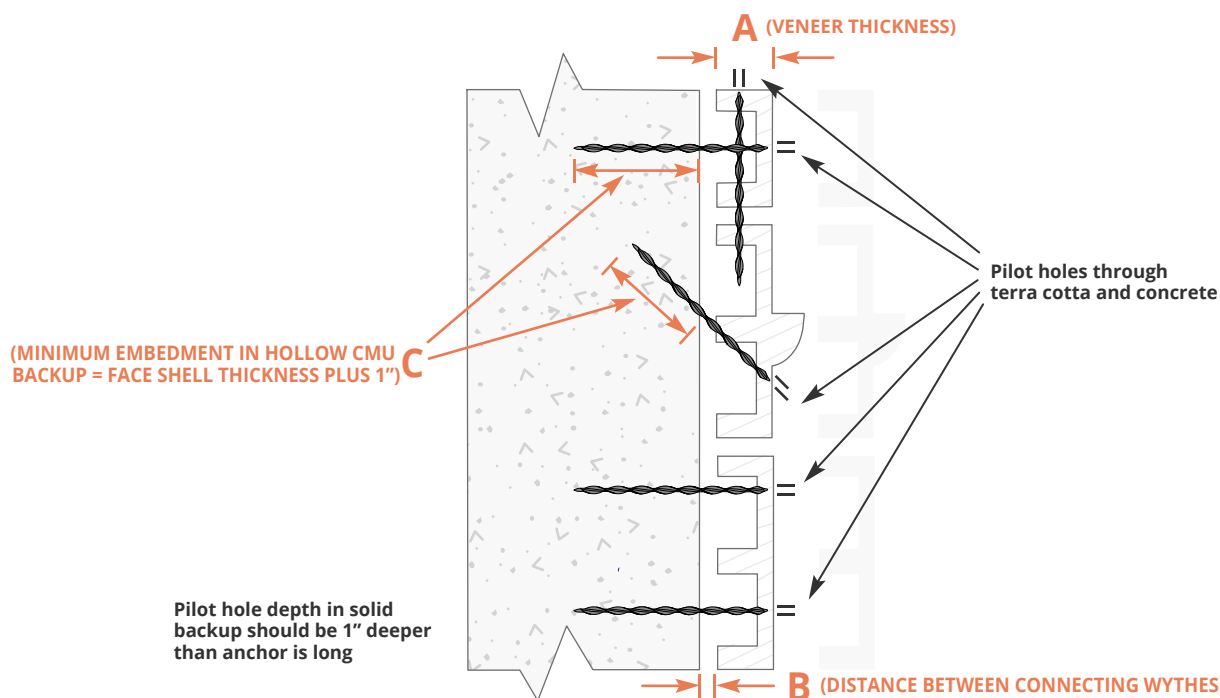 A (VENEER THICKNESS)
Pilot holes through
terra cotta and concrete
(MINIMUM EMBEDMENT IN HOLLOW CMU
BACKUP = FACE SHELL THICKNESS PLUS 1”) C
Pilot hole depth in solid
backup should be 1” deeper
than anchor is long
B (DISTANCE BETWEEN CONNECTING WYTHES